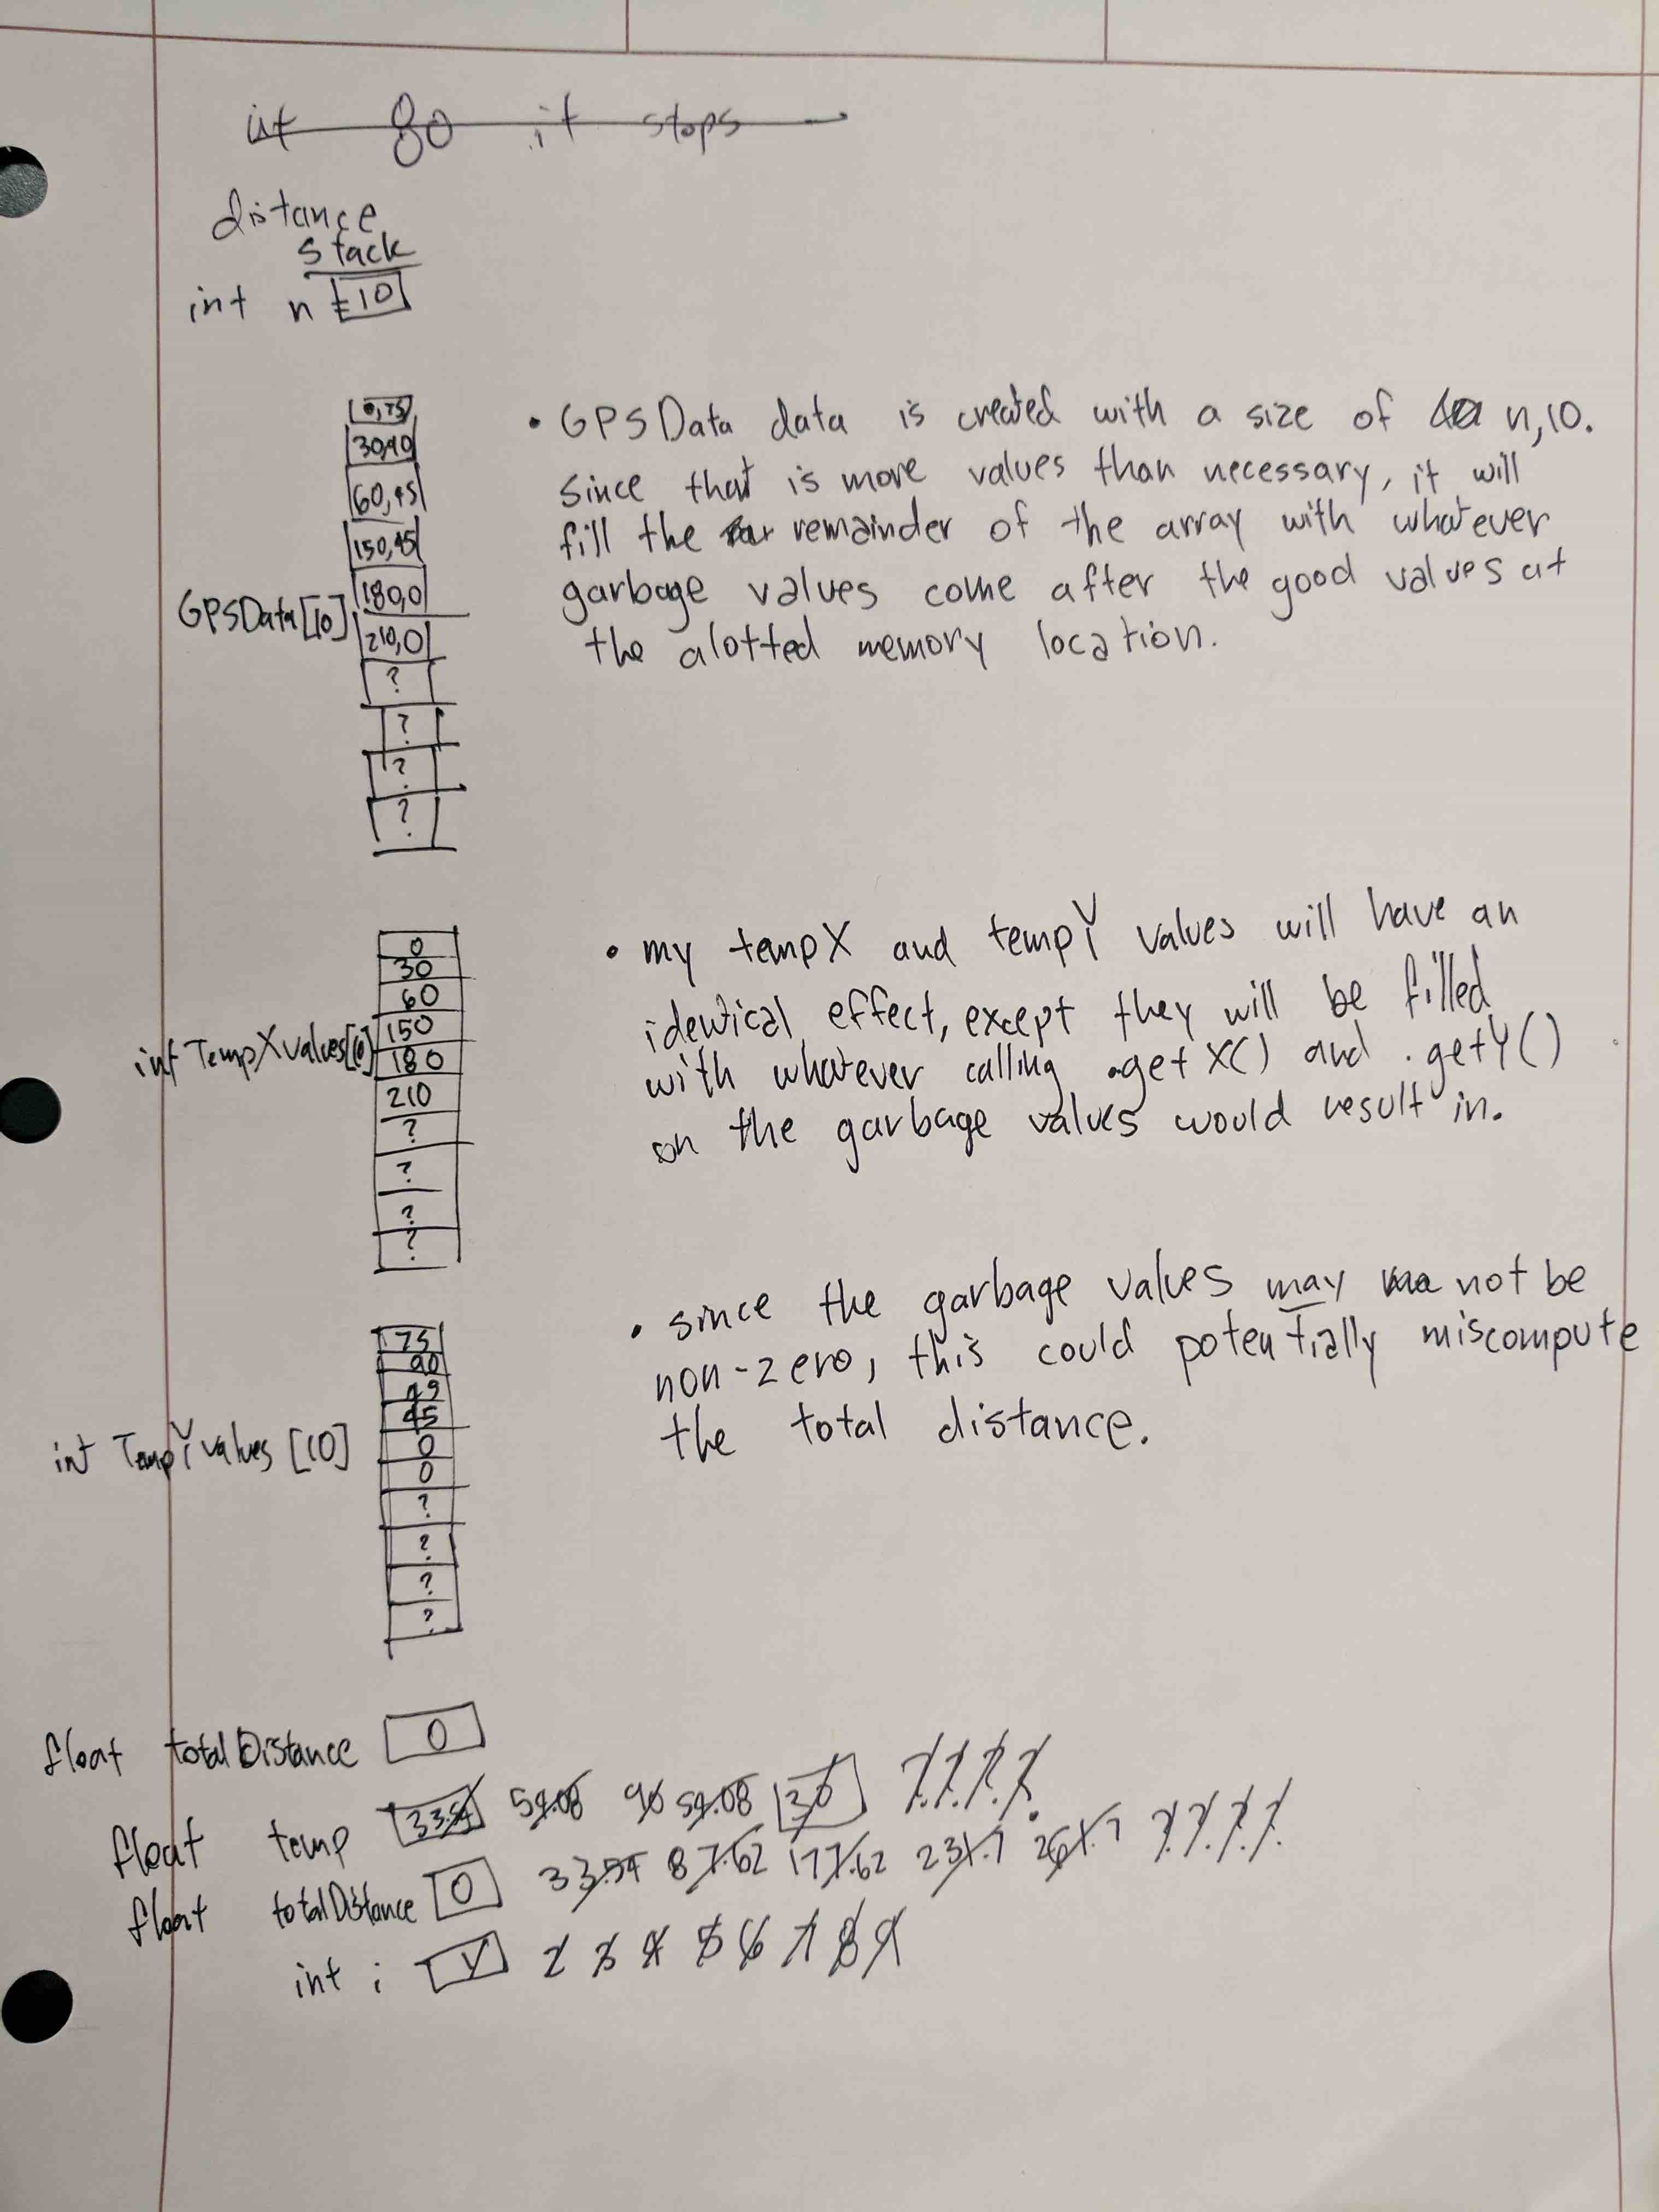 int 80 it stops
distance
stack
int n = 10
0,75
30,90
60,45
150,45
180,0
GPSData[10]
210,0
?
?
?
?
• GPSData data is created with a size of n,10.
Since that is more values than necessary, it will
fill the remainder of the array with whatever
garbage values come after the good values at
the alotted memory location.
0
30
60
150
int TempXvalues[10]
180
210
?
?
?
?
• my tempX and tempY values will have an
identical effect, except they will be filled
with whatever calling .getX() and .getY()
on the garbage values would result in.
• since the garbage values may not be
non-zero, this could potentially miscompute
the total distance.
75
90
45
int TempYvalues [10]
0
0
?
?
?
?
float totalDistance 0
float temp 33.54 54.08 90 54.08 30 ? ? ? ?
float totalDistance 0 33.54 87.62 177.62 231.7 261.7 ? ? ? ?
int i 1 2 3 4 5 6 7 8 9